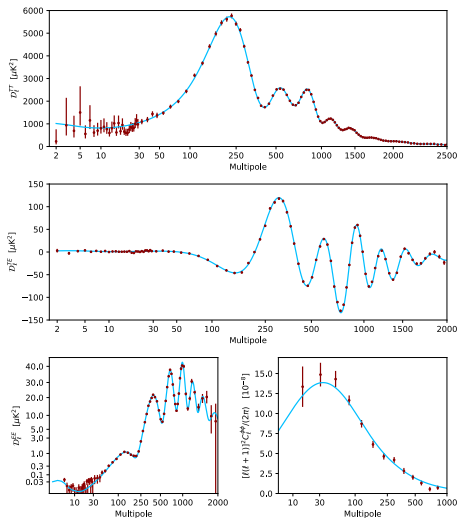 6000
5000
4000
3000
2000
1000
0
D_ℓ^TT [μK²]
2 5 10 30 50 100 250 500 1000 1500 2000 2500
Multipole
150
100
50
0
−50
−100
−150
D_ℓ^TE [μK²]
2 5 10 30 50 100 250 500 1000 1500 2000
Multipole
40.0
30.0
20.0
10.0
5.0
3.0
1.0
0.3
0.1
0.03
D_ℓ^EE [μK²]
10 30 100 250 500 1000 2000
Multipole
15.0
12.5
10.0
7.5
5.0
2.5
0.0
[ℓ(ℓ + 1)]²C_ℓ^ϕϕ/(2π) [10⁻⁸]
10 30 100 250 500 1000
Multipole